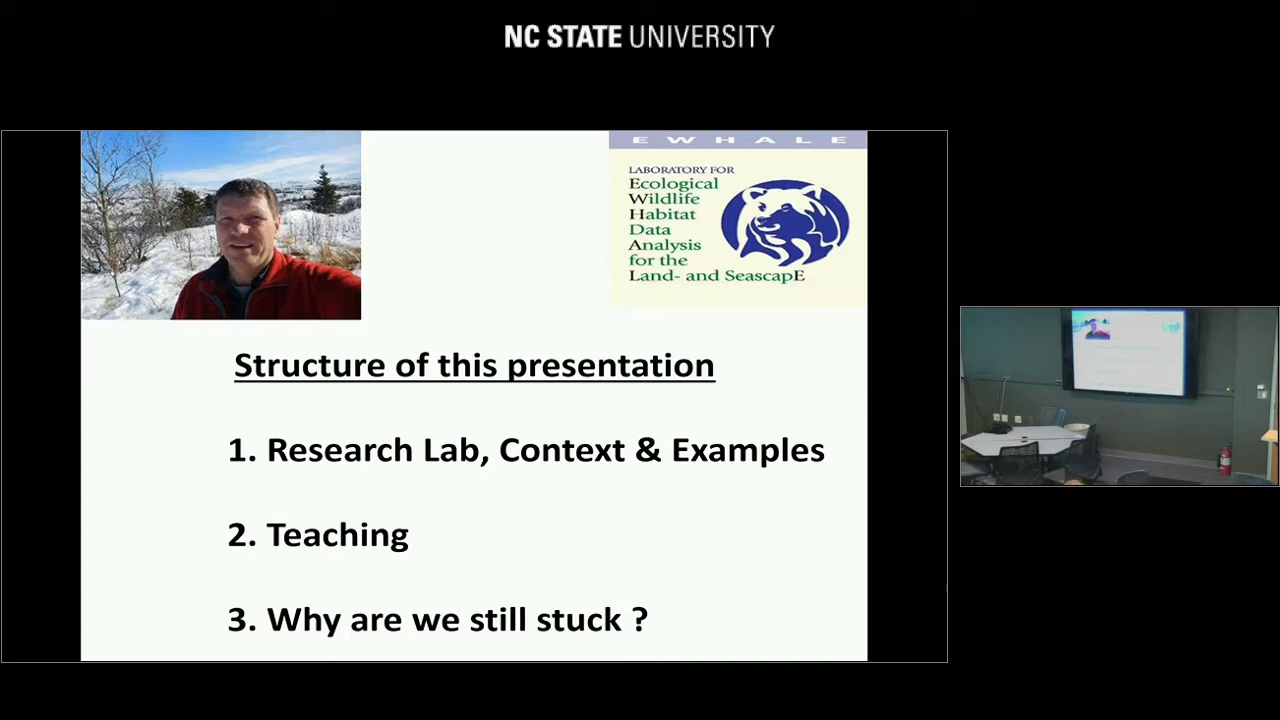 NC STATE UNIVERSITY
EWHALE
LABORATORY FOR
Ecological
Wildlife
Habitat
Data
Analysis
for the
Land- and SeascapE
Structure of this presentation
1. Research Lab, Context & Examples
2. Teaching
3. Why are we still stuck ?